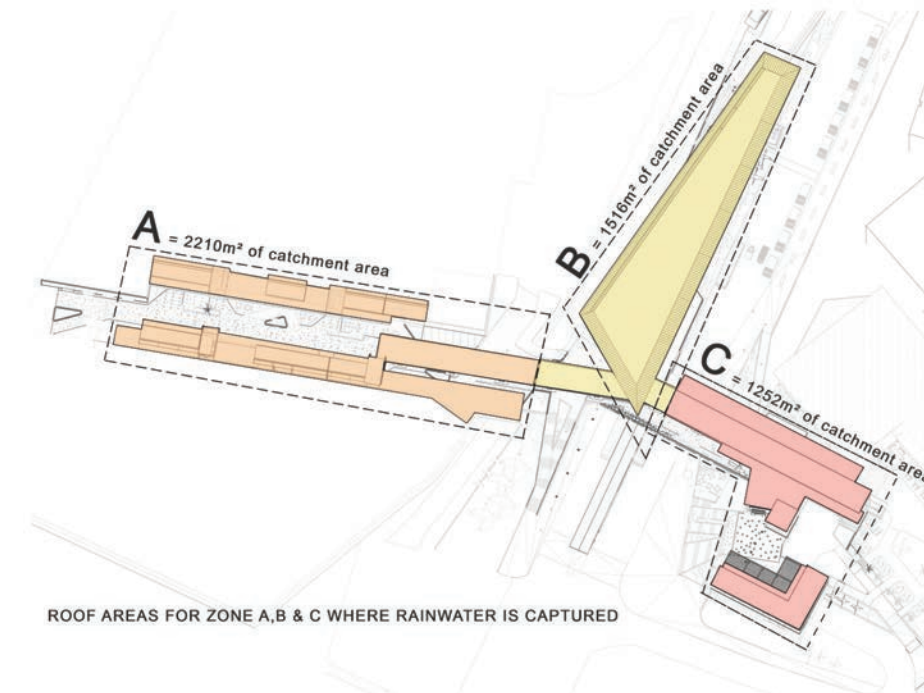 A = 2210m² of catchment area
B = 1516m² of catchment area
C = 1252m² of catchment area
ROOF AREAS FOR ZONE A,B & C WHERE RAINWATER IS CAPTURED